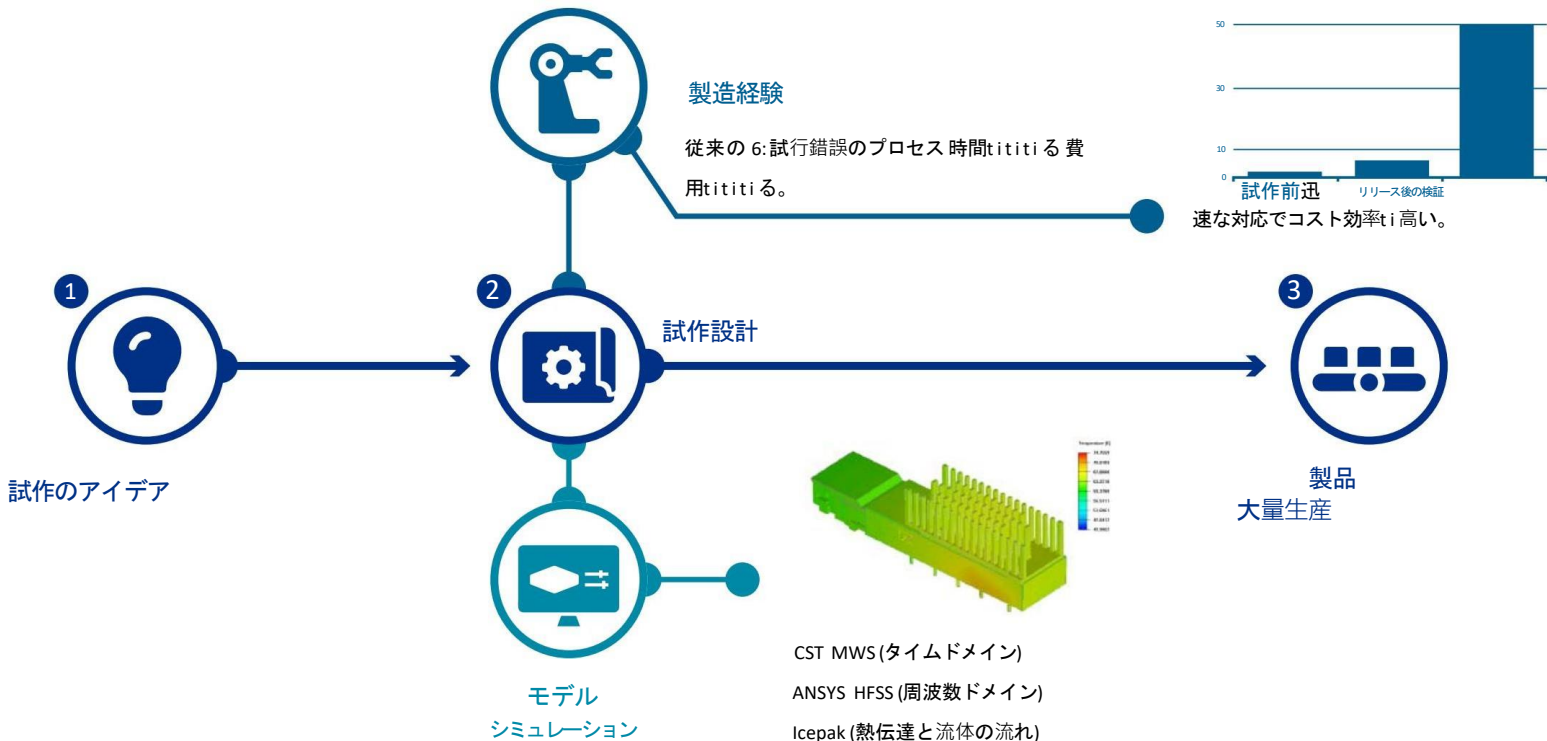 50
30
10
0
試作前迅
リリース後の検証
速な対応でコスト効率ti高い。
製造経験
従来の 6:試行錯誤のプロセス 時間tititiる 費
用tititiる。
1
2
3
試作設計
試作のアイデア
製品
大量生産
モデル
シミュレーション
CST MWS (タイムドメイン)
ANSYS HFSS (周波数ドメイン)
Icepak (熱伝達と流体の流れ)